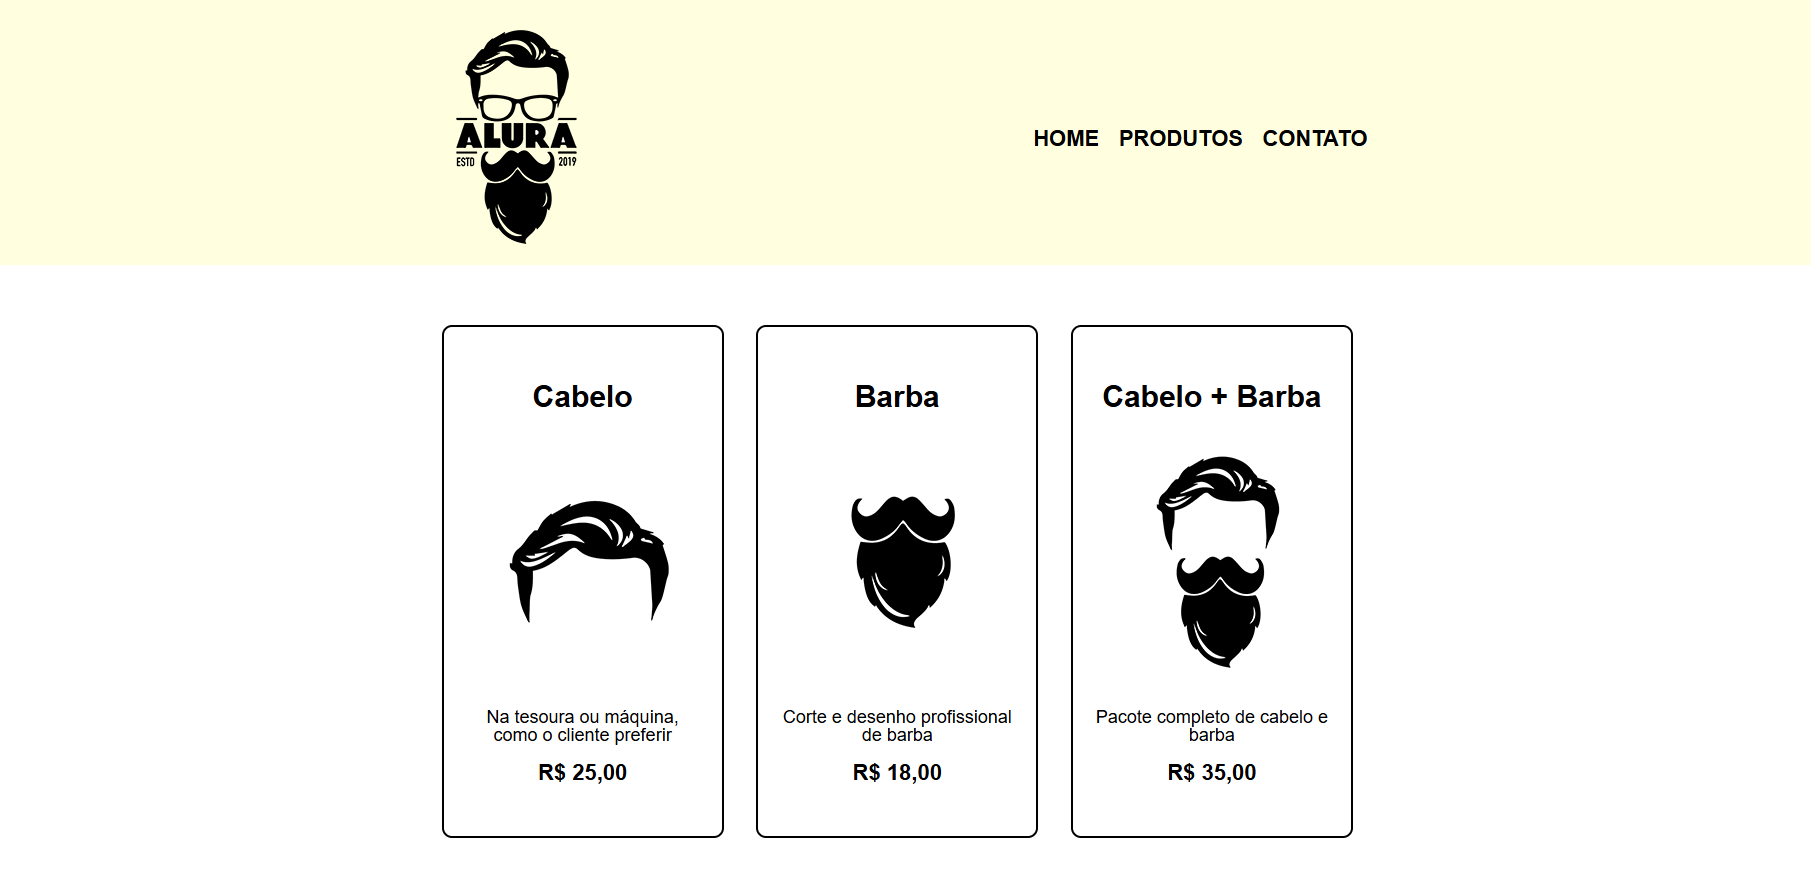 ALURA
ESTD 2019
HOME PRODUTOS CONTATO
Cabelo
Na tesoura ou máquina,
como o cliente preferir
R$ 25,00
Barba
Corte e desenho profissional
de barba
R$ 18,00
Cabelo + Barba
Pacote completo de cabelo e
barba
R$ 35,00